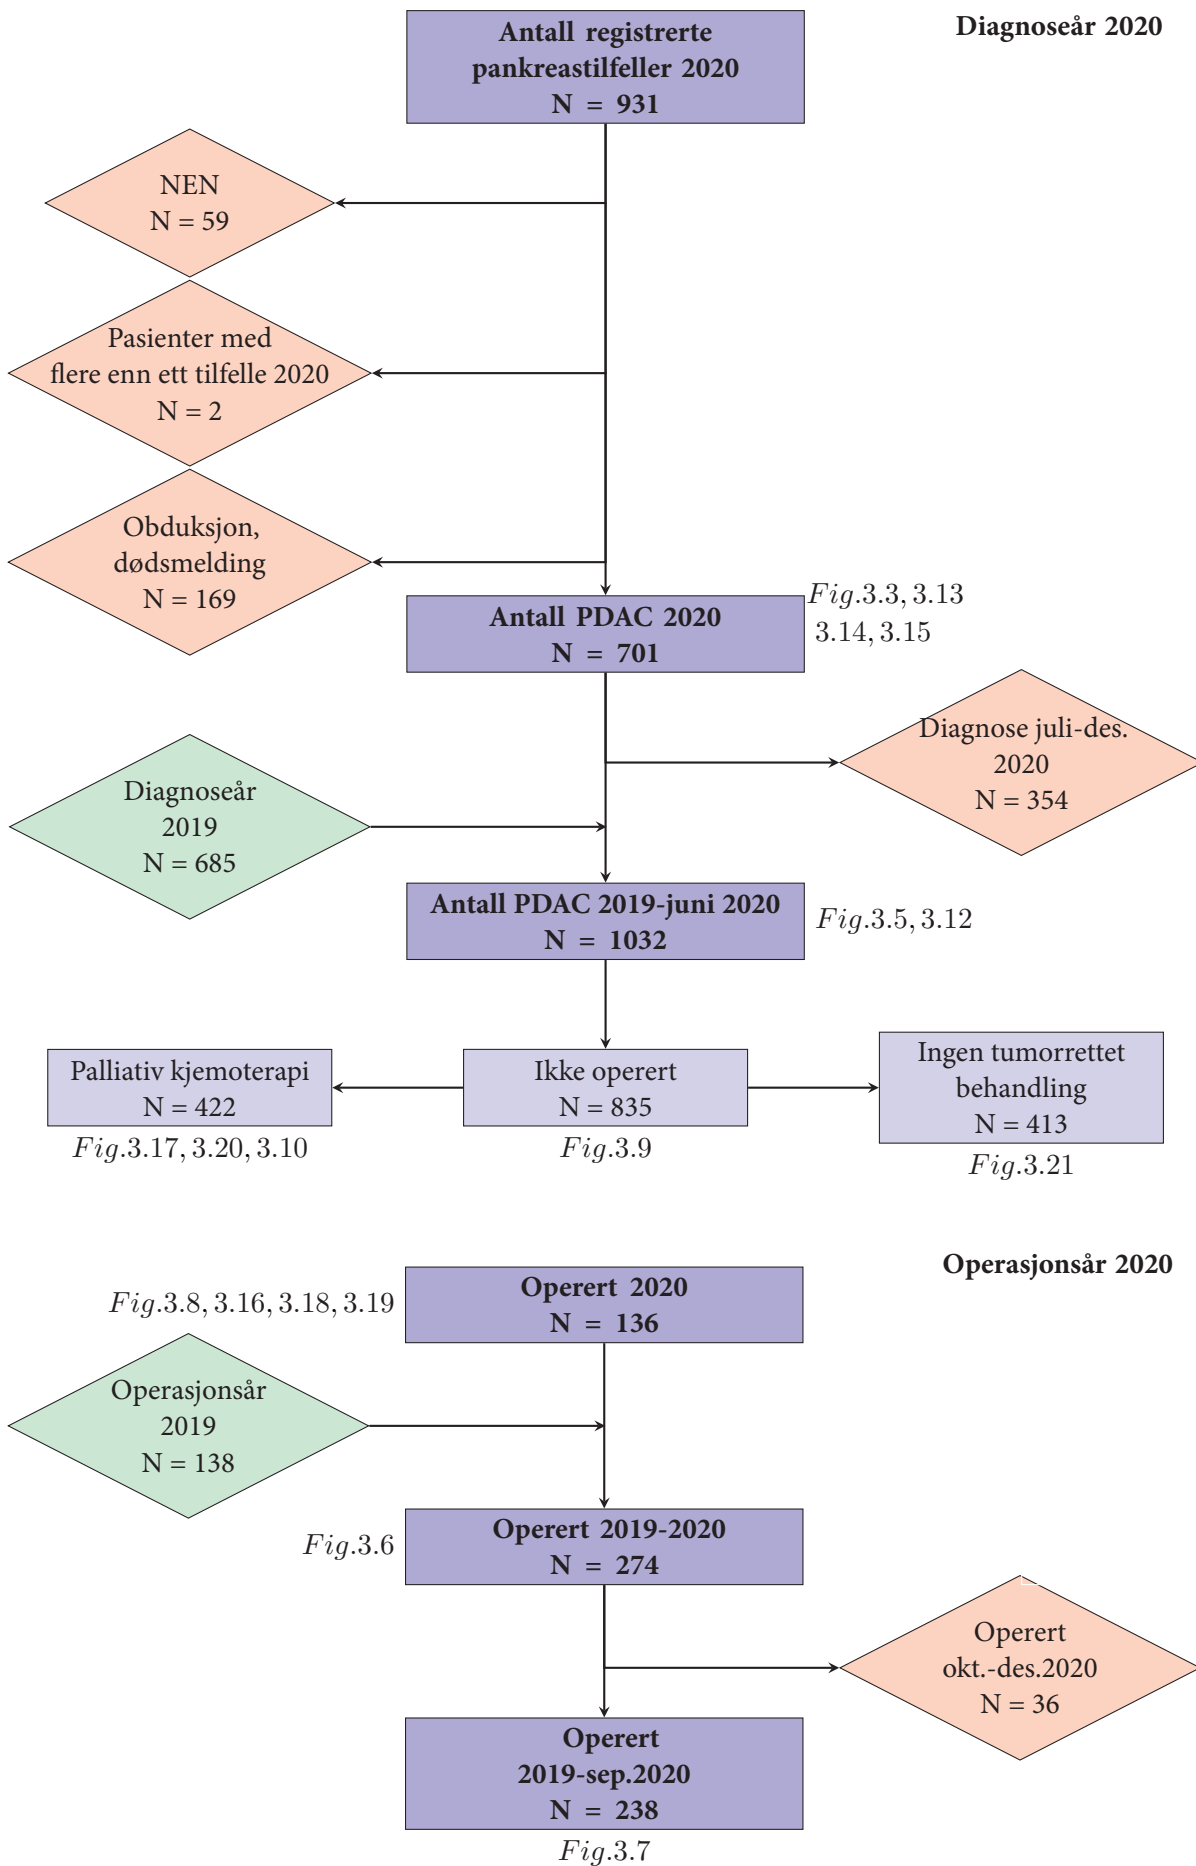 Diagnoseår 2020
Antall registrerte
pankreastilfeller 2020
N = 931
NEN
N = 59
Pasienter med
flere enn ett tilfelle 2020
N = 2
Obduksjon,
dødsmelding
N = 169
Antall PDAC 2020
N = 701
Fig.3.3, 3.13
3.14, 3.15
Diagnose juli-des.
2020
N = 354
Diagnoseår
2019
N = 685
Antall PDAC 2019-juni 2020
N = 1032
Fig.3.5, 3.12
Palliativ kjemoterapi
N = 422
Fig.3.17, 3.20, 3.10
Ikke operert
N = 835
Fig.3.9
Ingen tumorrettet
behandling
N = 413
Fig.3.21
Operasjonsår 2020
Operert 2020
N = 136
Fig.3.8, 3.16, 3.18, 3.19
Operasjonsår
2019
N = 138
Operert 2019-2020
N = 274
Fig.3.6
Operert
okt.-des.2020
N = 36
Operert
2019-sep.2020
N = 238
Fig.3.7